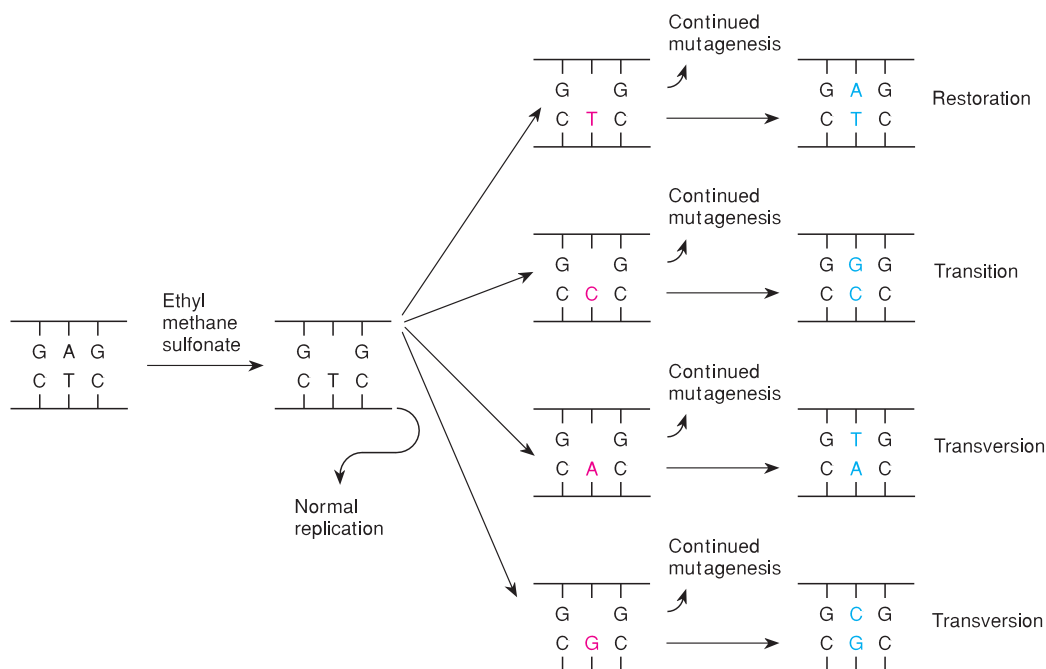 Continued
mutagenesis
G G
C T C
G A G
C T C
Restoration
Continued
mutagenesis
G G
C C C
G G G
C C C
Transition
Ethyl
methane
sulfonate
G A G
C T C
G G
C T C
Normal
replication
Continued
mutagenesis
G G
C A C
G T G
C A C
Transversion
Continued
mutagenesis
G G
C G C
G C G
C G C
Transversion